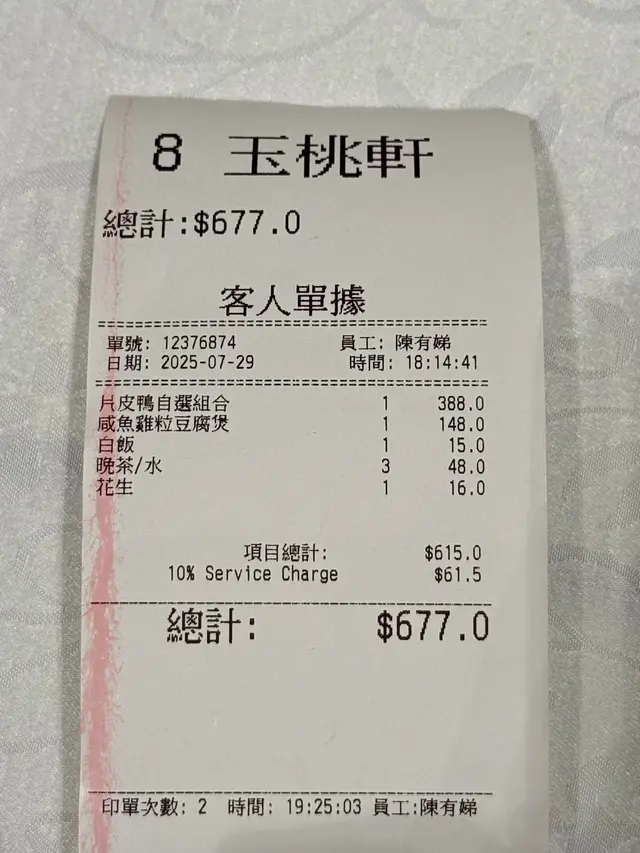 8 玉桃軒
總計:$677.0
客人單據
單號: 12376874 員工: 陳有娣
日期: 2025-07-29 時間: 18:14:41
片皮鴨自選組合 1 388.0
咸魚雞粒豆腐煲 1 148.0
白飯 1 15.0
晚茶/水 3 48.0
花生 1 16.0
項目總計: $615.0
10% Service Charge $61.5
總計: $677.0
印單次數: 2 時間: 19:25:03 員工:陳有娣